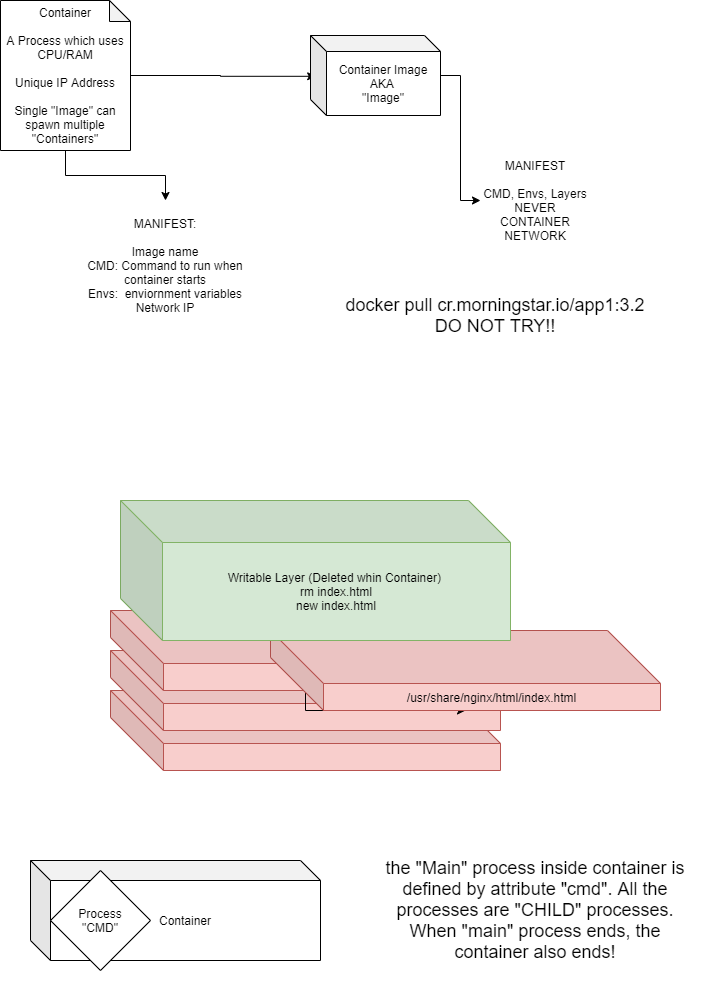 Container
A Process which uses
CPU/RAM
Unique IP Address
Single "Image" can
spawn multiple
"Containers"
Container Image
AKA
"Image"
MANIFEST
CMD, Envs, Layers
NEVER
CONTAINER
NETWORK
MANIFEST:
Image name
CMD: Command to run when
container starts
Envs: enviornment variables
Network IP
docker pull cr.morningstar.io/app1:3.2
DO NOT TRY!!
Writable Layer (Deleted whin Container)
rm index.html
new index.html
/usr/share/nginx/html/index.html
Process
"CMD"
Container
the "Main" process inside container is
defined by attribute "cmd". All the
processes are "CHILD" processes.
When "main" process ends, the
container also ends!